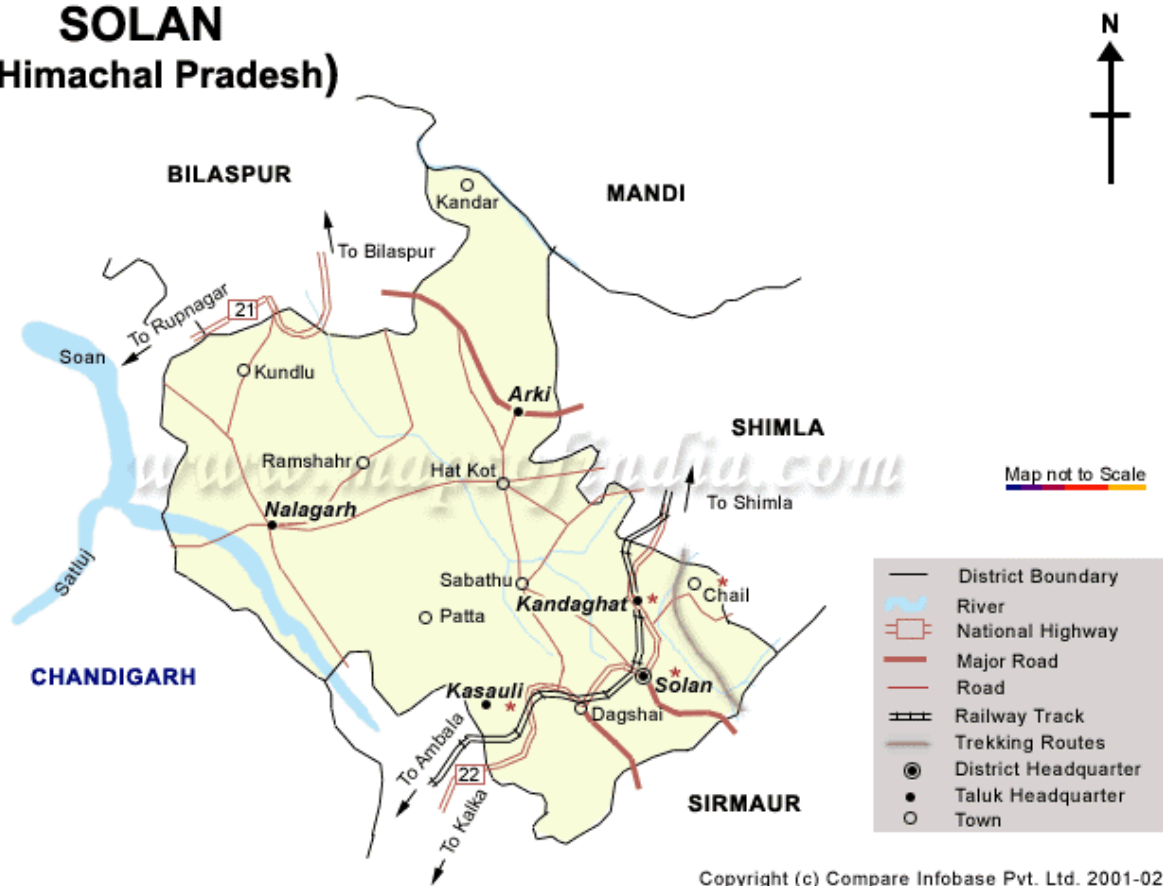 SOLAN
Himachal Pradesh)
N
BILASPUR
MANDI
Kandar
To Bilaspur
To Rupnagar
21
Soan
Kundlu
Arki
SHIMLA
www.mapsofindia.com
Ramshahr
Hat Kot
Map not to Scale
To Shimla
Nalagarh
Satluj
Sabathu
Kandaghat
*
Chail
*
Patta
CHANDIGARH
Kasauli
*
Solan
*
Dagshai
To Ambala
22
To Kalka
SIRMAUR
District Boundary
River
National Highway
Major Road
Road
Railway Track
Trekking Routes
District Headquarter
Taluk Headquarter
Town
Copyright (c) Compare Infobase Pvt. Ltd. 2001-02